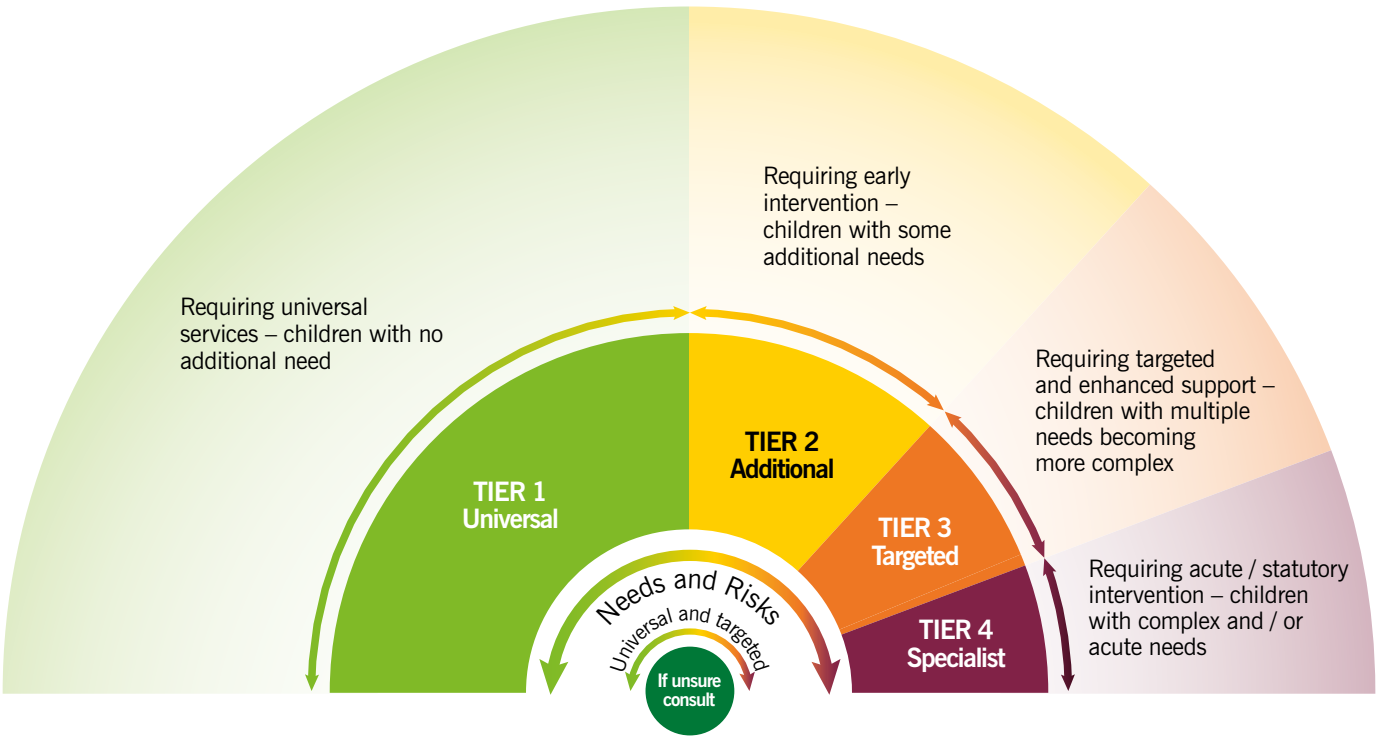 Requiring universal
services – children with no
additional need
Requiring early
intervention –
children with some
additional needs
Requiring targeted
and enhanced support –
children with multiple
needs becoming
more complex
Requiring acute / statutory
intervention – children
with complex and / or
acute needs
TIER 1
Universal
TIER 2
Additional
TIER 3
Targeted
TIER 4
Specialist
Needs and Risks
Universal and targeted
If unsure
consult